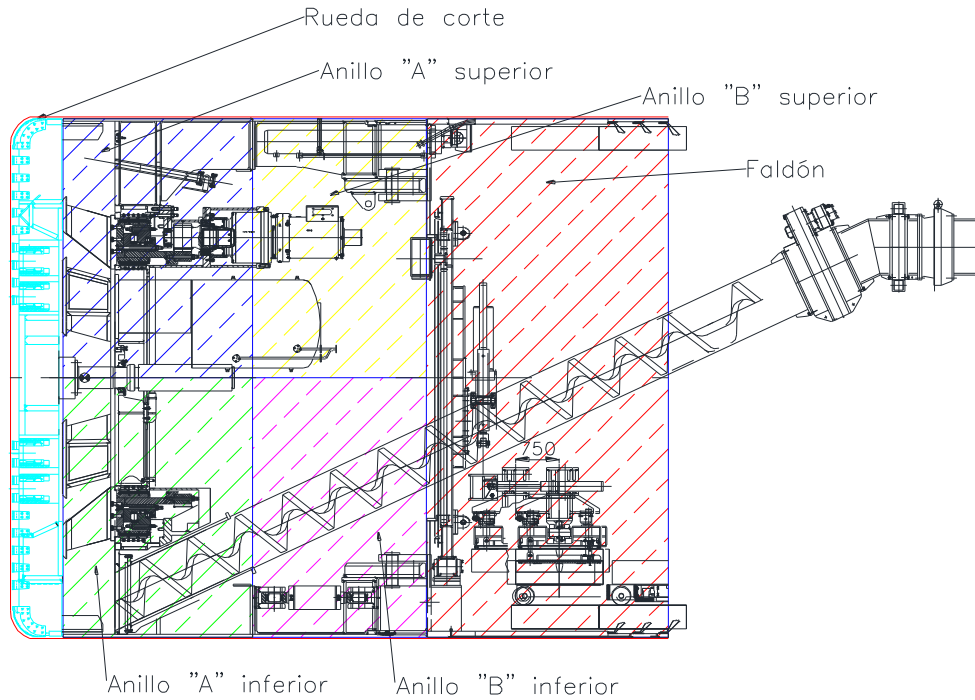 Rueda de corte
Anillo "A" superior
Anillo "B" superior
Faldón
750
Anillo "A" inferior
Anillo "B" inferior